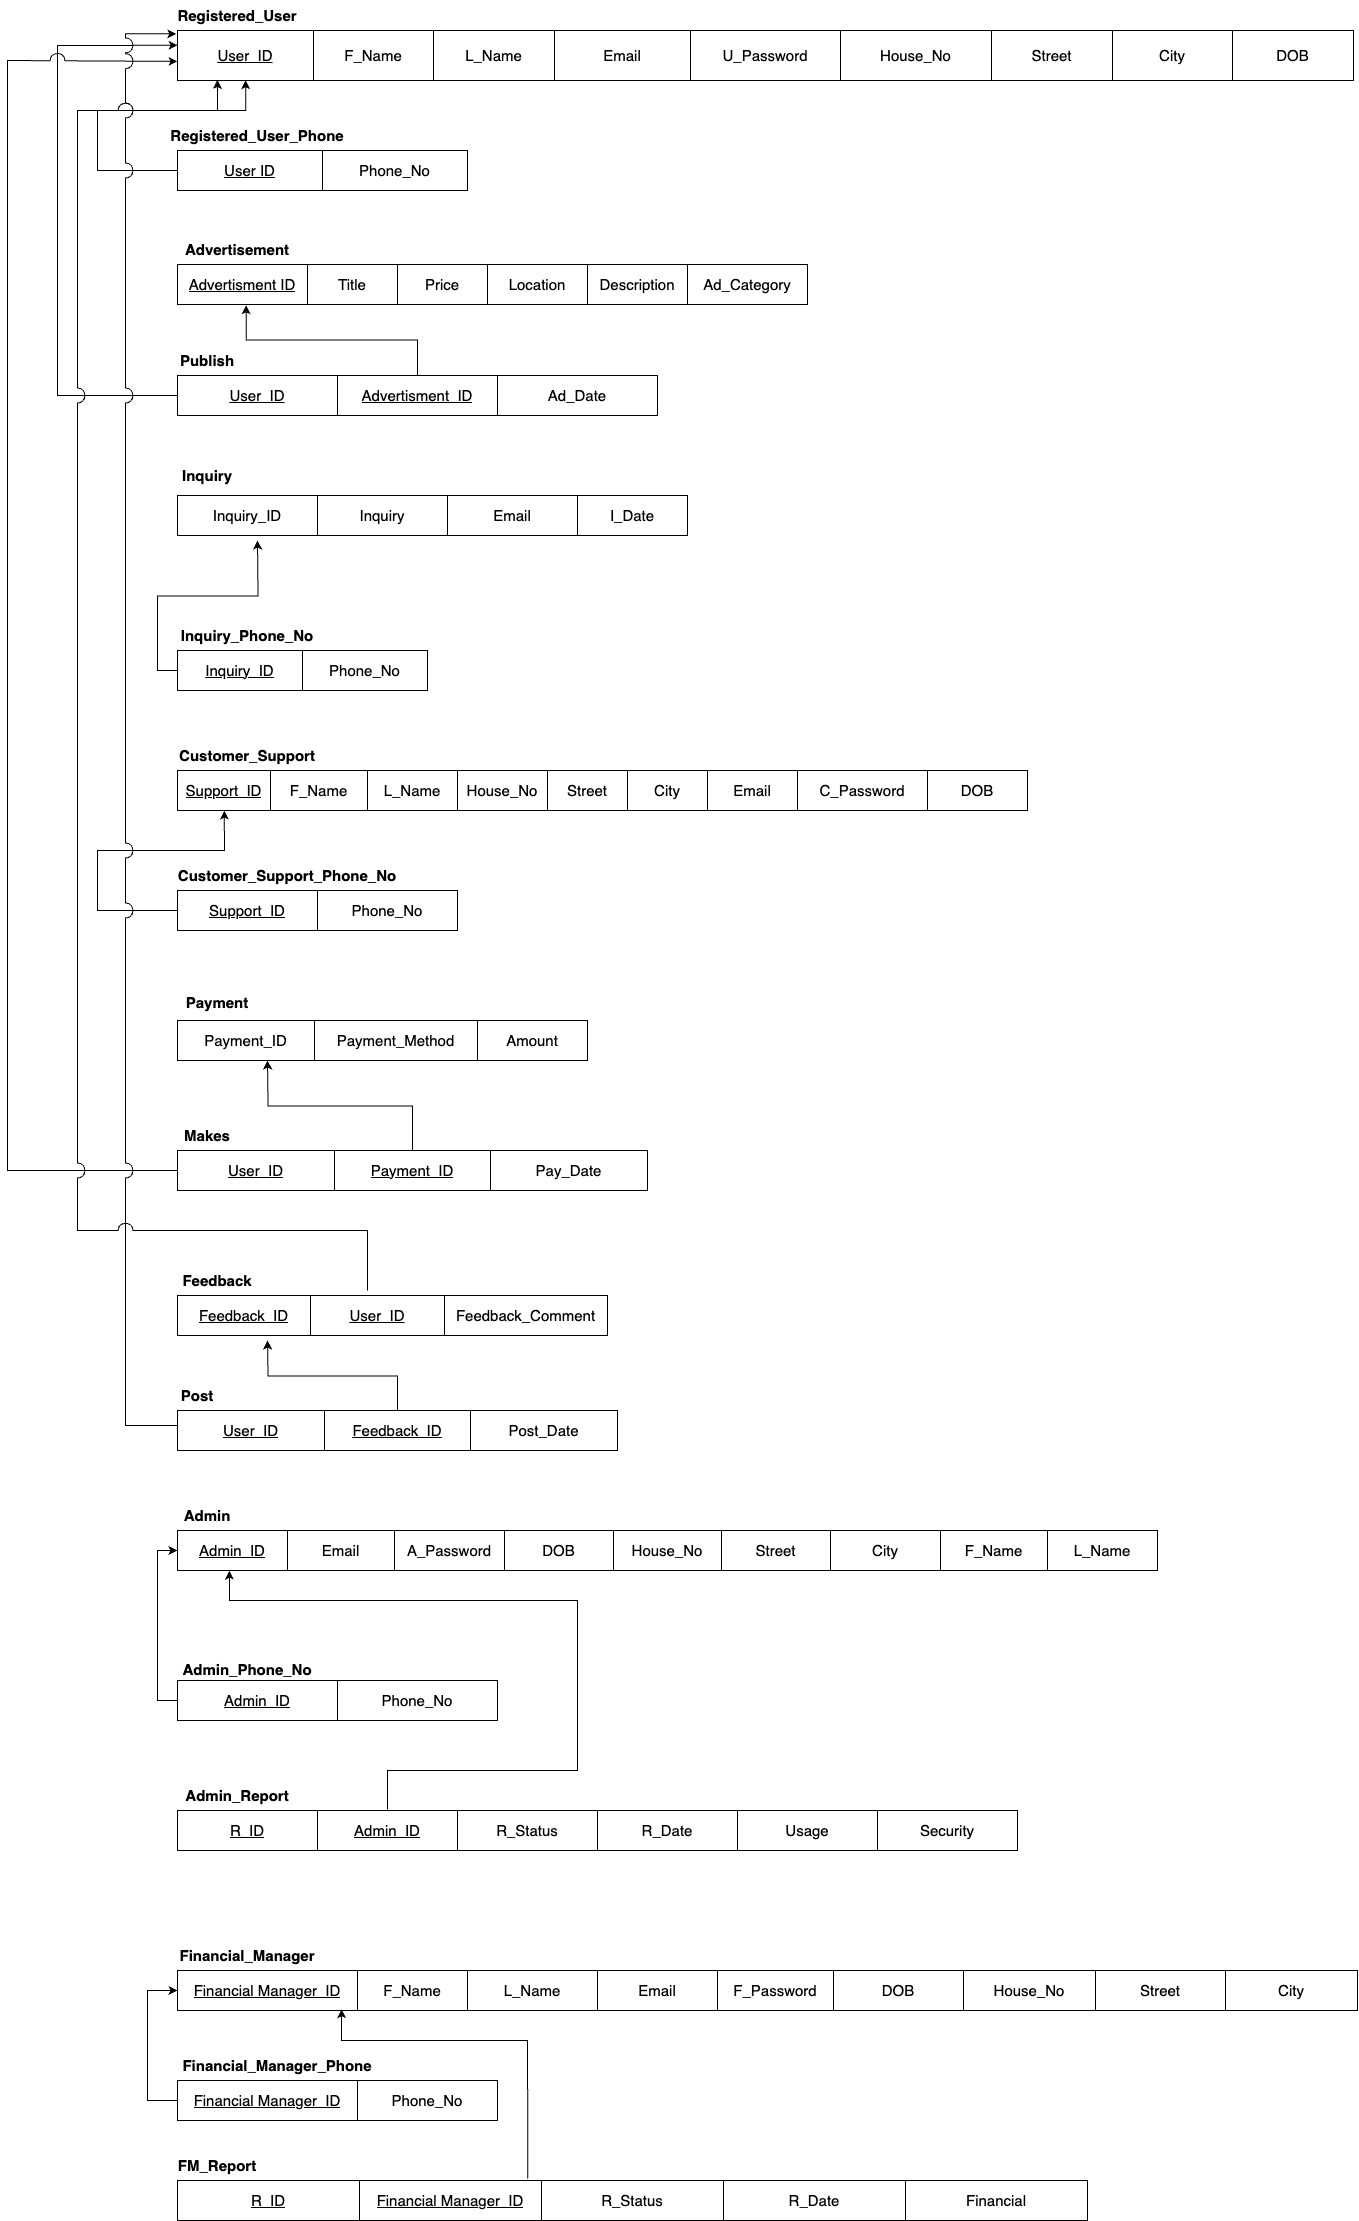 Registered_User
User_ID F_Name L_Name Email U_Password House_No Street City DOB
Registered_User_Phone
User ID Phone_No
Advertisement
Advertisment ID Title Price Location Description Ad_Category
Publish
User_ID Advertisment_ID Ad_Date
Inquiry
Inquiry_ID Inquiry Email I_Date
Inquiry_Phone_No
Inquiry_ID Phone_No
Customer_Support
Support_ID F_Name L_Name House_No Street City Email C_Password DOB
Customer_Support_Phone_No
Support_ID Phone_No
Payment
Payment_ID Payment_Method Amount
Makes
User_ID Payment_ID Pay_Date
Feedback
Feedback_ID User_ID Feedback_Comment
Post
User_ID Feedback_ID Post_Date
Admin
Admin_ID Email A_Password DOB House_No Street City F_Name L_Name
Admin_Phone_No
Admin_ID Phone_No
Admin_Report
R_ID Admin_ID R_Status R_Date Usage Security
Financial_Manager
Financial Manager_ID F_Name L_Name Email F_Password DOB House_No Street City
Financial_Manager_Phone
Financial Manager_ID Phone_No
FM_Report
R_ID Financial Manager_ID R_Status R_Date Financial